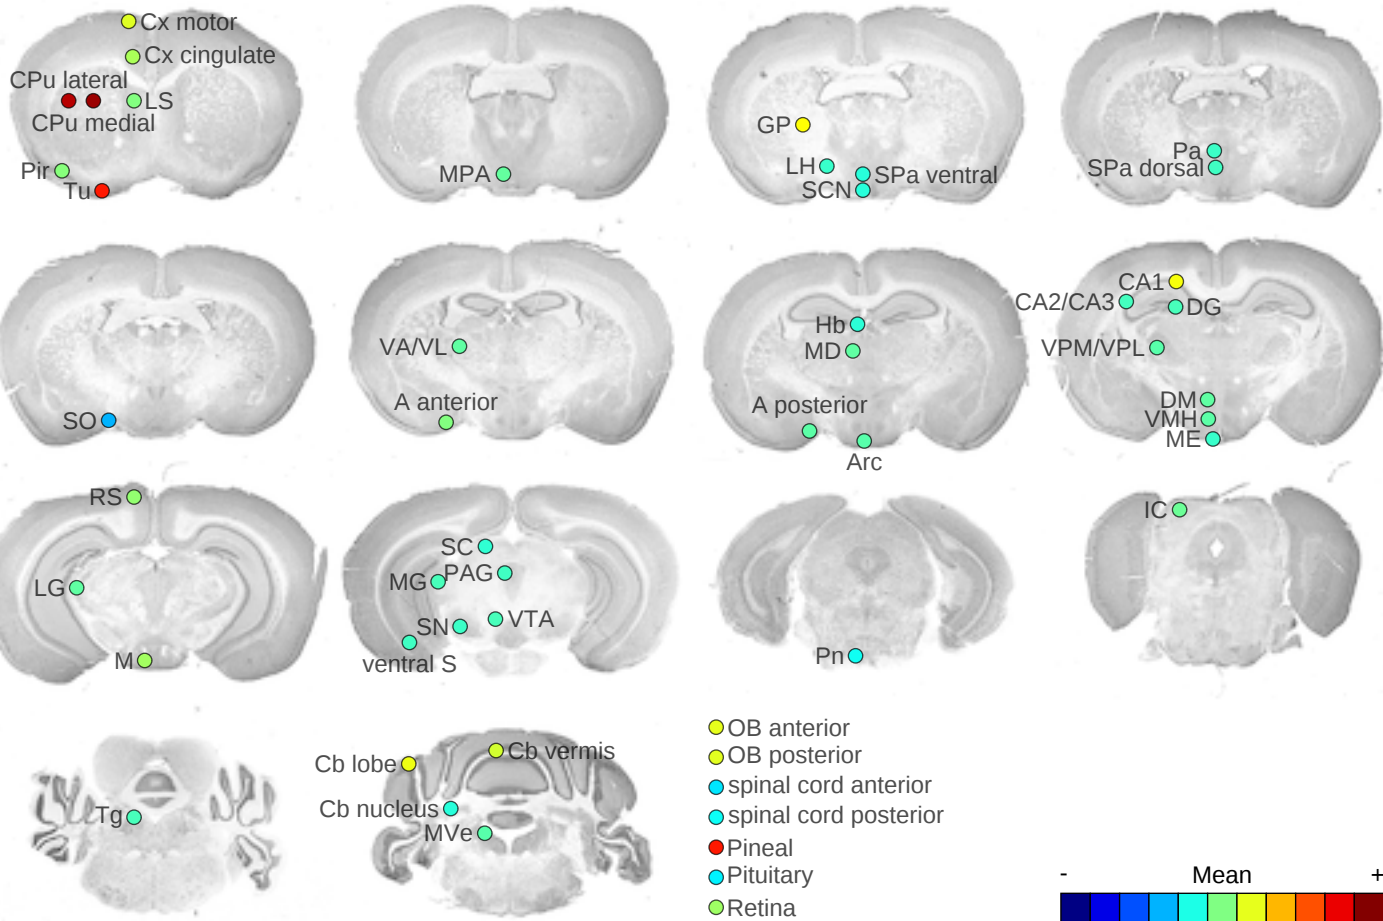 Cx motor
Cx cingulate
CPu lateral
LS
CPu medial
Pir
Tu
MPA
GP
LH
SPa ventral
SCN
Pa
SPa dorsal
SO
VA/VL
A anterior
Hb
MD
A posterior
Arc
CA1
CA2/CA3
DG
VPM/VPL
DM
VMH
ME
RS
LG
M
SC
MG
PAG
SN
VTA
ventral S
Pn
IC
Tg
Cb lobe
Cb vermis
Cb nucleus
MVe
OB anterior
OB posterior
spinal cord anterior
spinal cord posterior
Pineal
Pituitary
Retina
- Mean +